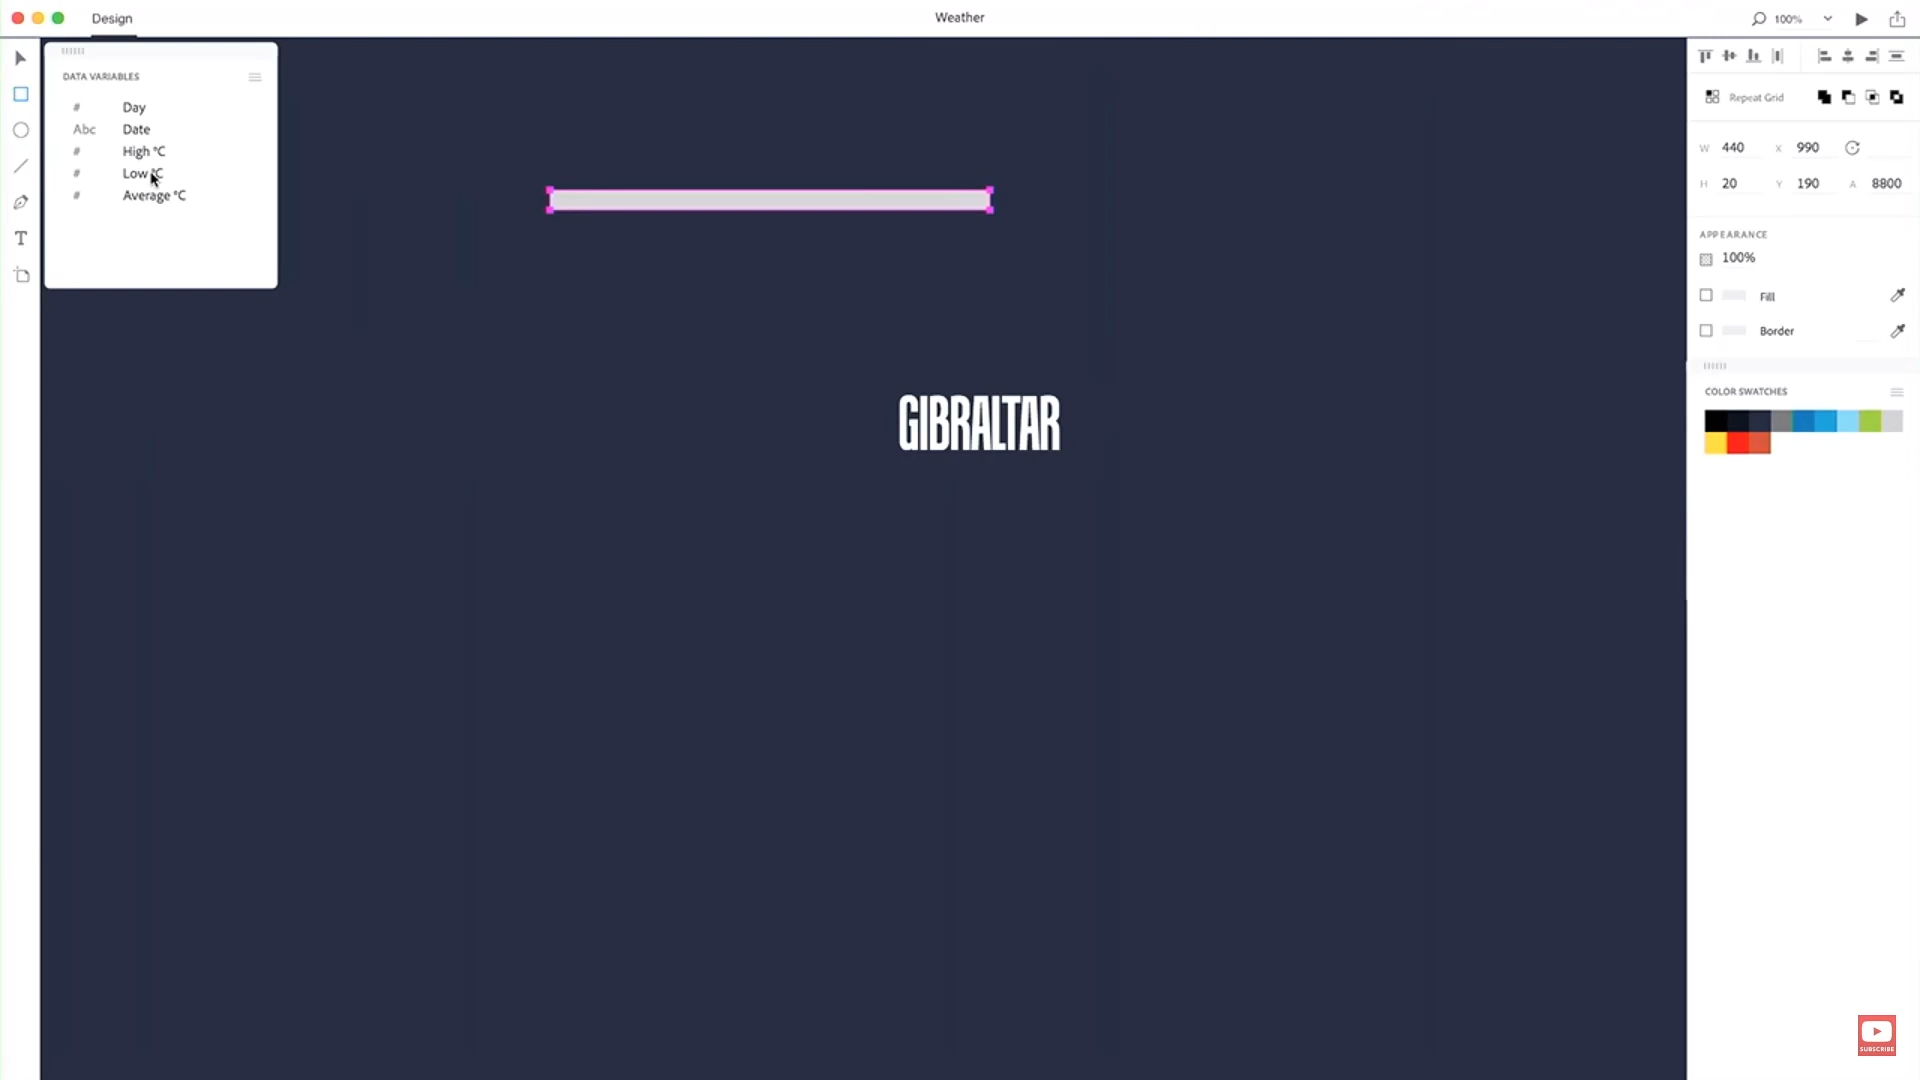 Design
Weather
100%
DATA VARIABLES
# Day
Abc Date
# High °C
# Low °C
# Average °C
Repeat Grid
W 440 X 990
H 20 Y 190 A 8800
APPEARANCE
100%
Fill
Border
COLOR SWATCHES
GIBRALTAR
SUBSCRIBE